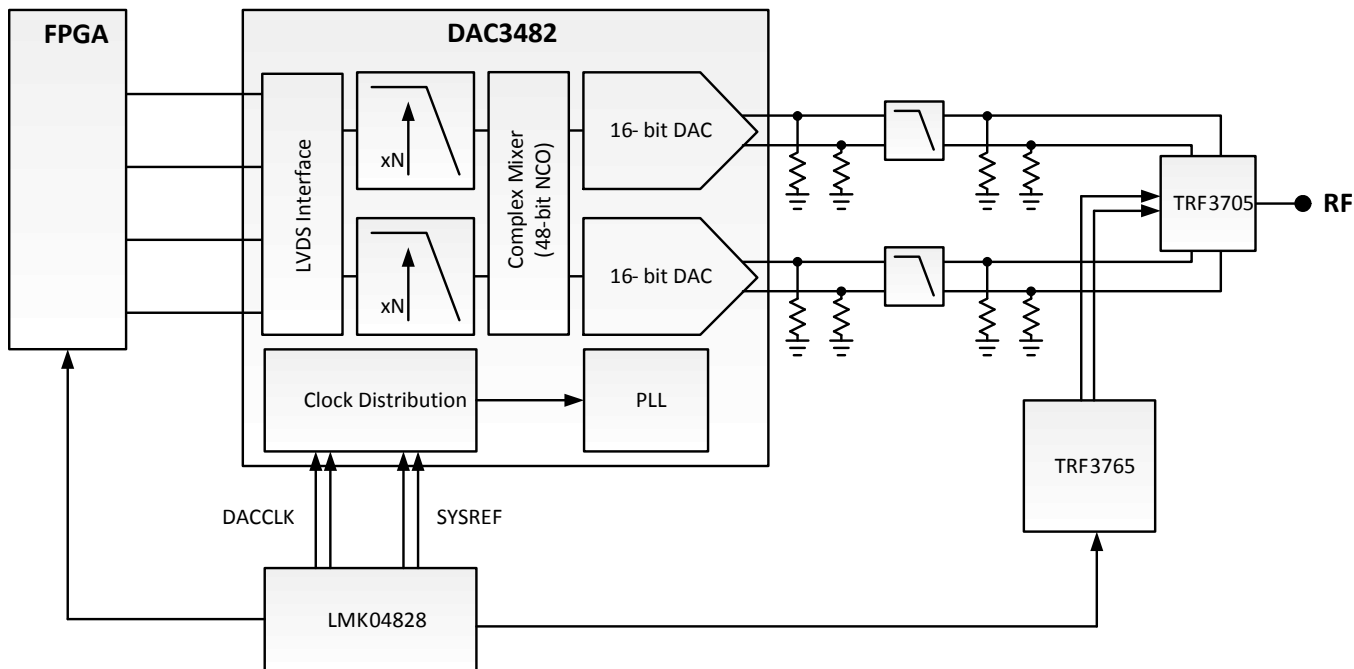 FPGA
DAC3482
LVDS Interface
xN
xN
Complex Mixer
(48-bit NCO)
16- bit DAC
16- bit DAC
TRF3705
RF
Clock Distribution
PLL
TRF3765
DACCLK
SYSREF
LMK04828